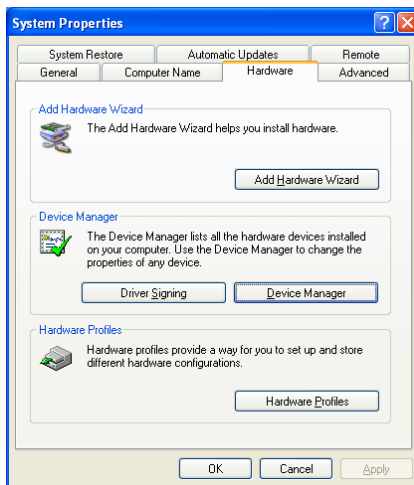 System Properties
System Restore Automatic Updates Remote
General Computer Name Hardware Advanced
Add Hardware Wizard
The Add Hardware Wizard helps you install hardware.
Add Hardware Wizard
Device Manager
The Device Manager lists all the hardware devices installed
on your computer. Use the Device Manager to change the
properties of any device.
Driver Signing Device Manager
Hardware Profiles
Hardware profiles provide a way for you to set up and store
different hardware configurations.
Hardware Profiles
OK Cancel Apply